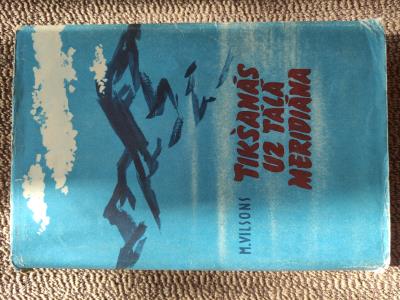 M. VILSONS
TIKŠANĀS
UZ TĀLĀ
MERIDIĀNA